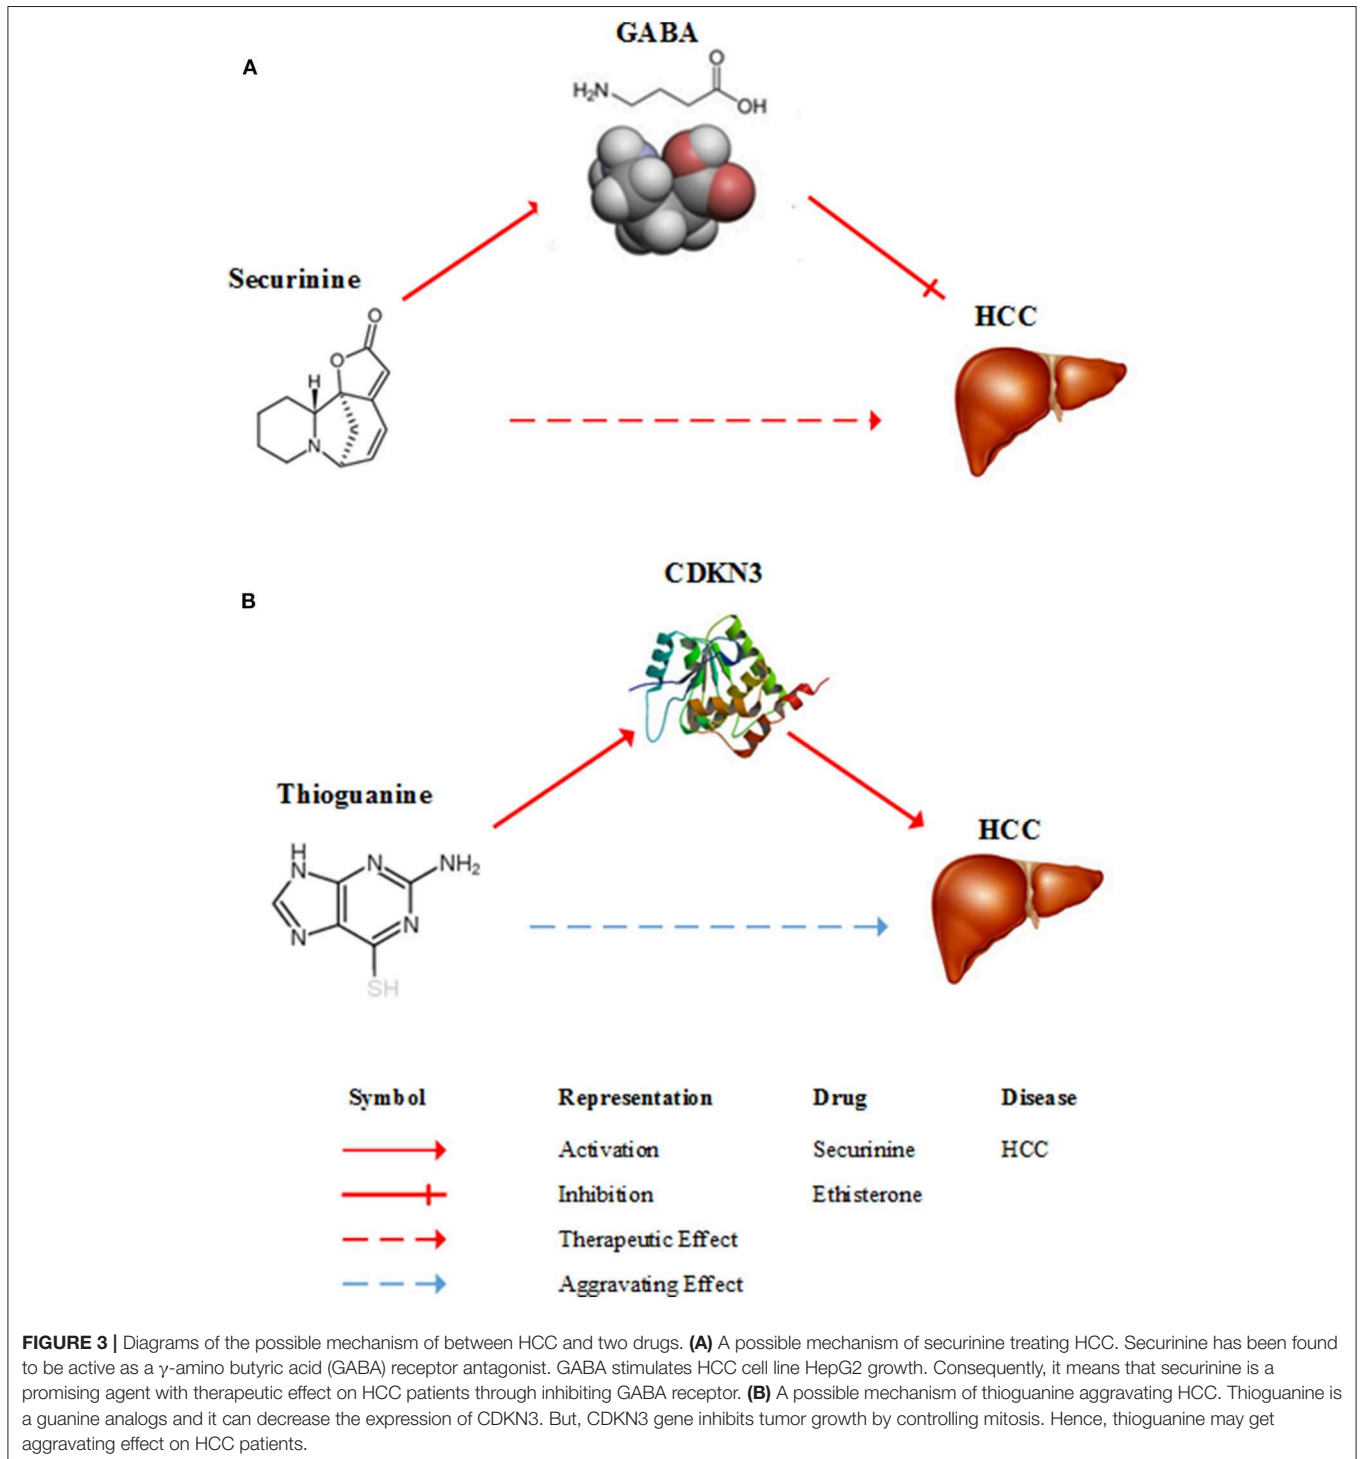 GABA
A
O
H₂N
OH
Securinine
O
O
H
N
HCC
CDKN3
B
Thioguanine
HCC
H
N
N
NH₂
N
N
SH
Symbol Representation Drug Disease
Activation Securinine HCC
Inhibition Ethisterone
Therapeutic Effect
Aggravating Effect
FIGURE 3 | Diagrams of the possible mechanism of between HCC and two drugs. (A) A possible mechanism of securinine treating HCC. Securinine has been found
to be active as a γ-amino butyric acid (GABA) receptor antagonist. GABA stimulates HCC cell line HepG2 growth. Consequently, it means that securinine is a
promising agent with therapeutic effect on HCC patients through inhibiting GABA receptor. (B) A possible mechanism of thioguanine aggravating HCC. Thioguanine is
a guanine analogs and it can decrease the expression of CDKN3. But, CDKN3 gene inhibits tumor growth by controlling mitosis. Hence, thioguanine may get
aggravating effect on HCC patients.